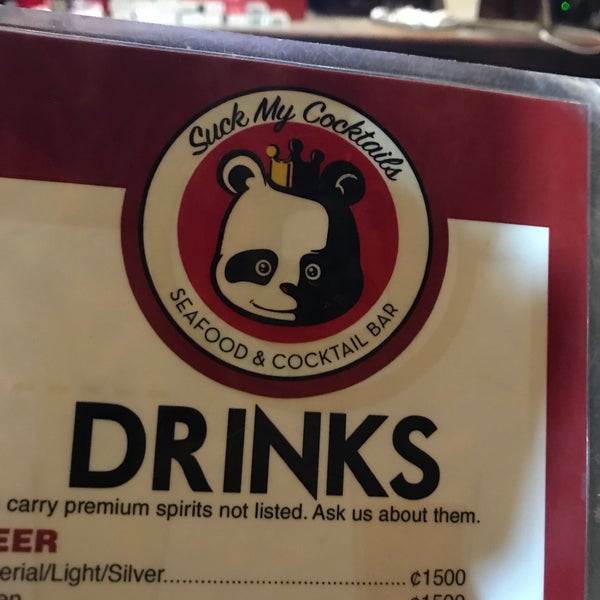 Suck My Cocktails
SEAFOOD & COCKTAIL BAR
DRINKS
carry premium spirits not listed. Ask us about them.
EER
erial/Light/Silver.......................................... ¢1500